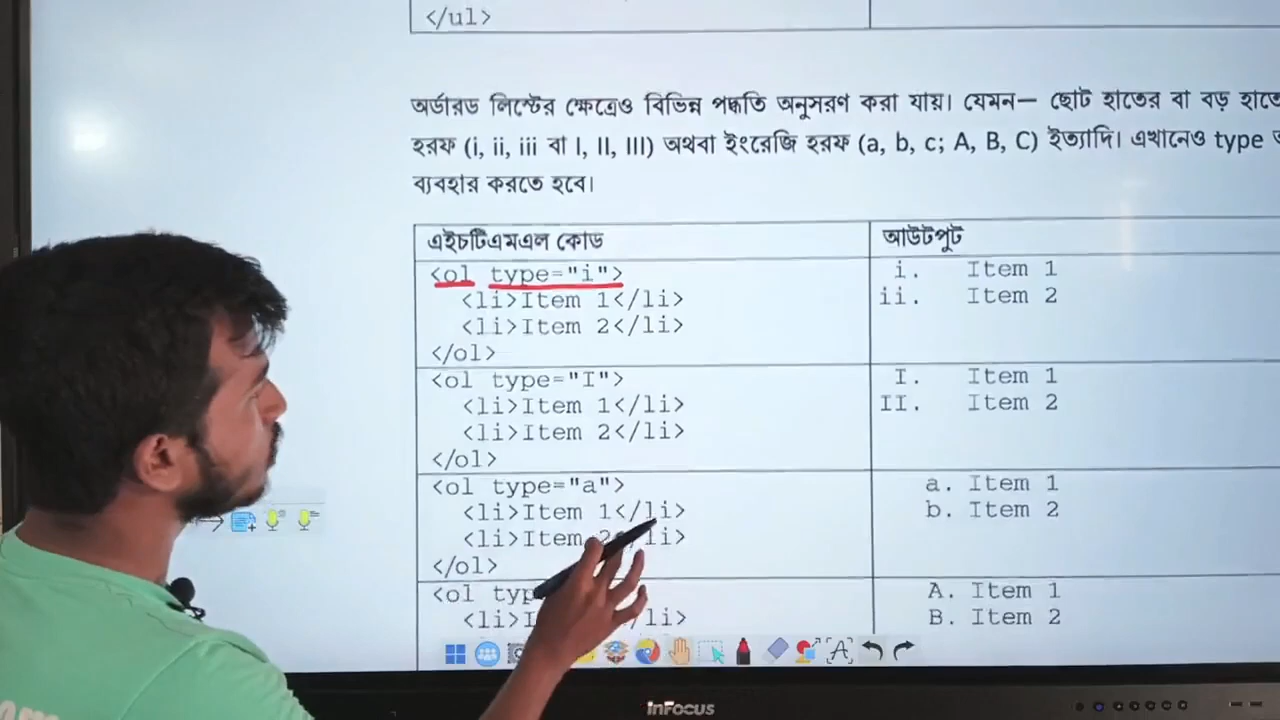 </ul>
অর্ডারড লিস্টের ক্ষেত্রেও বিভিন্ন পদ্ধতি অনুসরণ করা যায়। যেমন— ছোট হাতের বা বড়
হরফ (i, ii, iii বা I, II, III) অথবা ইংরেজি হরফ (a, b, c; A, B, C) ইত্যাদি। এখানেও type
ব্যবহার করতে হবে।
এইচটিএমএল কোড আউটপুট
<ol type="i"> i. Item 1
<li>Item 1</li> ii. Item 2
<li>Item 2</li>
</ol>
<ol type="I"> I. Item 1
<li>Item 1</li> II. Item 2
<li>Item 2</li>
</ol>
<ol type="a"> a. Item 1
<li>Item 1</li> b. Item 2
<li>Item
</ol>
<ol A. Item 1
B. Item 2
InFocus